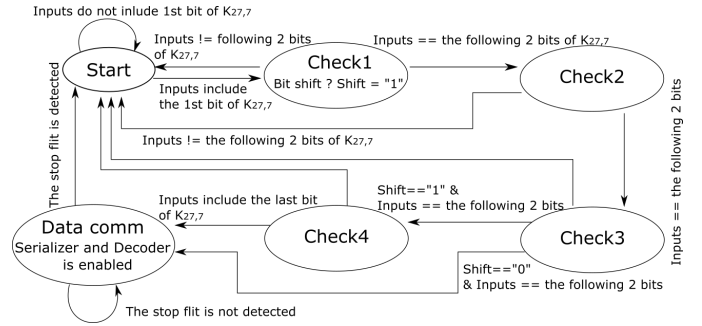 Inputs do not inlude 1st bit of K27,7
Inputs != following 2 bits
of K27,7
Inputs == the following 2 bits of K27,7
Start
Check1
Bit shift ? Shift = "1"
Check2
Inputs include
the 1st bit of K27,7
Inputs != the following 2 bits of K27,7
The stop flit is detected
Inputs == the following 2 bits
Shift=="1" &
Inputs == the following 2 bits
Inputs include the last bit
of K27,7
Data comm
Serializer and Decoder
is enabled
Check4
Check3
Shift=="0"
& Inputs == the following 2 bits
The stop flit is not detected